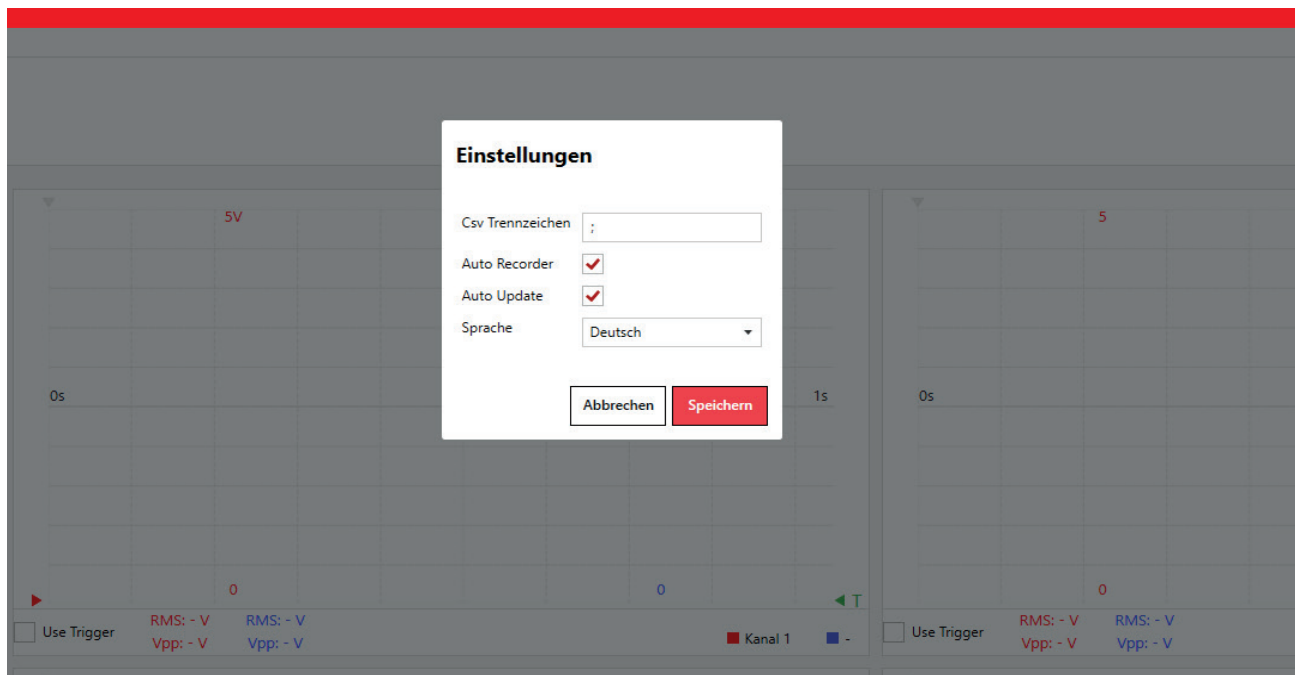 Einstellungen
Csv Trennzeichen ;
Auto Recorder
Auto Update
Sprache Deutsch
Abbrechen Speichern
5V
0s 1s
0 0
T
Use Trigger
RMS: - V RMS: - V
Vpp: - V Vpp: - V
Kanal 1 -
5
0s
0
Use Trigger
RMS: - V RMS: - V
Vpp: - V Vpp: - V